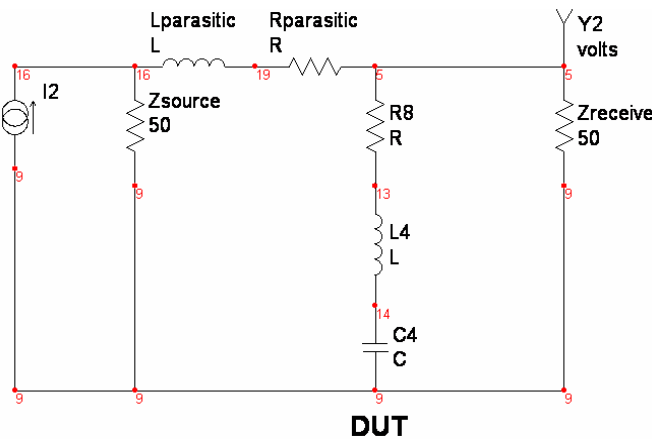 Lparasitic Rparasitic
L R
Y2
volts
16 16 19 5 5
I2
Zsource
50
R8
R
Zreceive
50
9 9 13 9
L4
L
14
C4
C
9 9 9 9
DUT